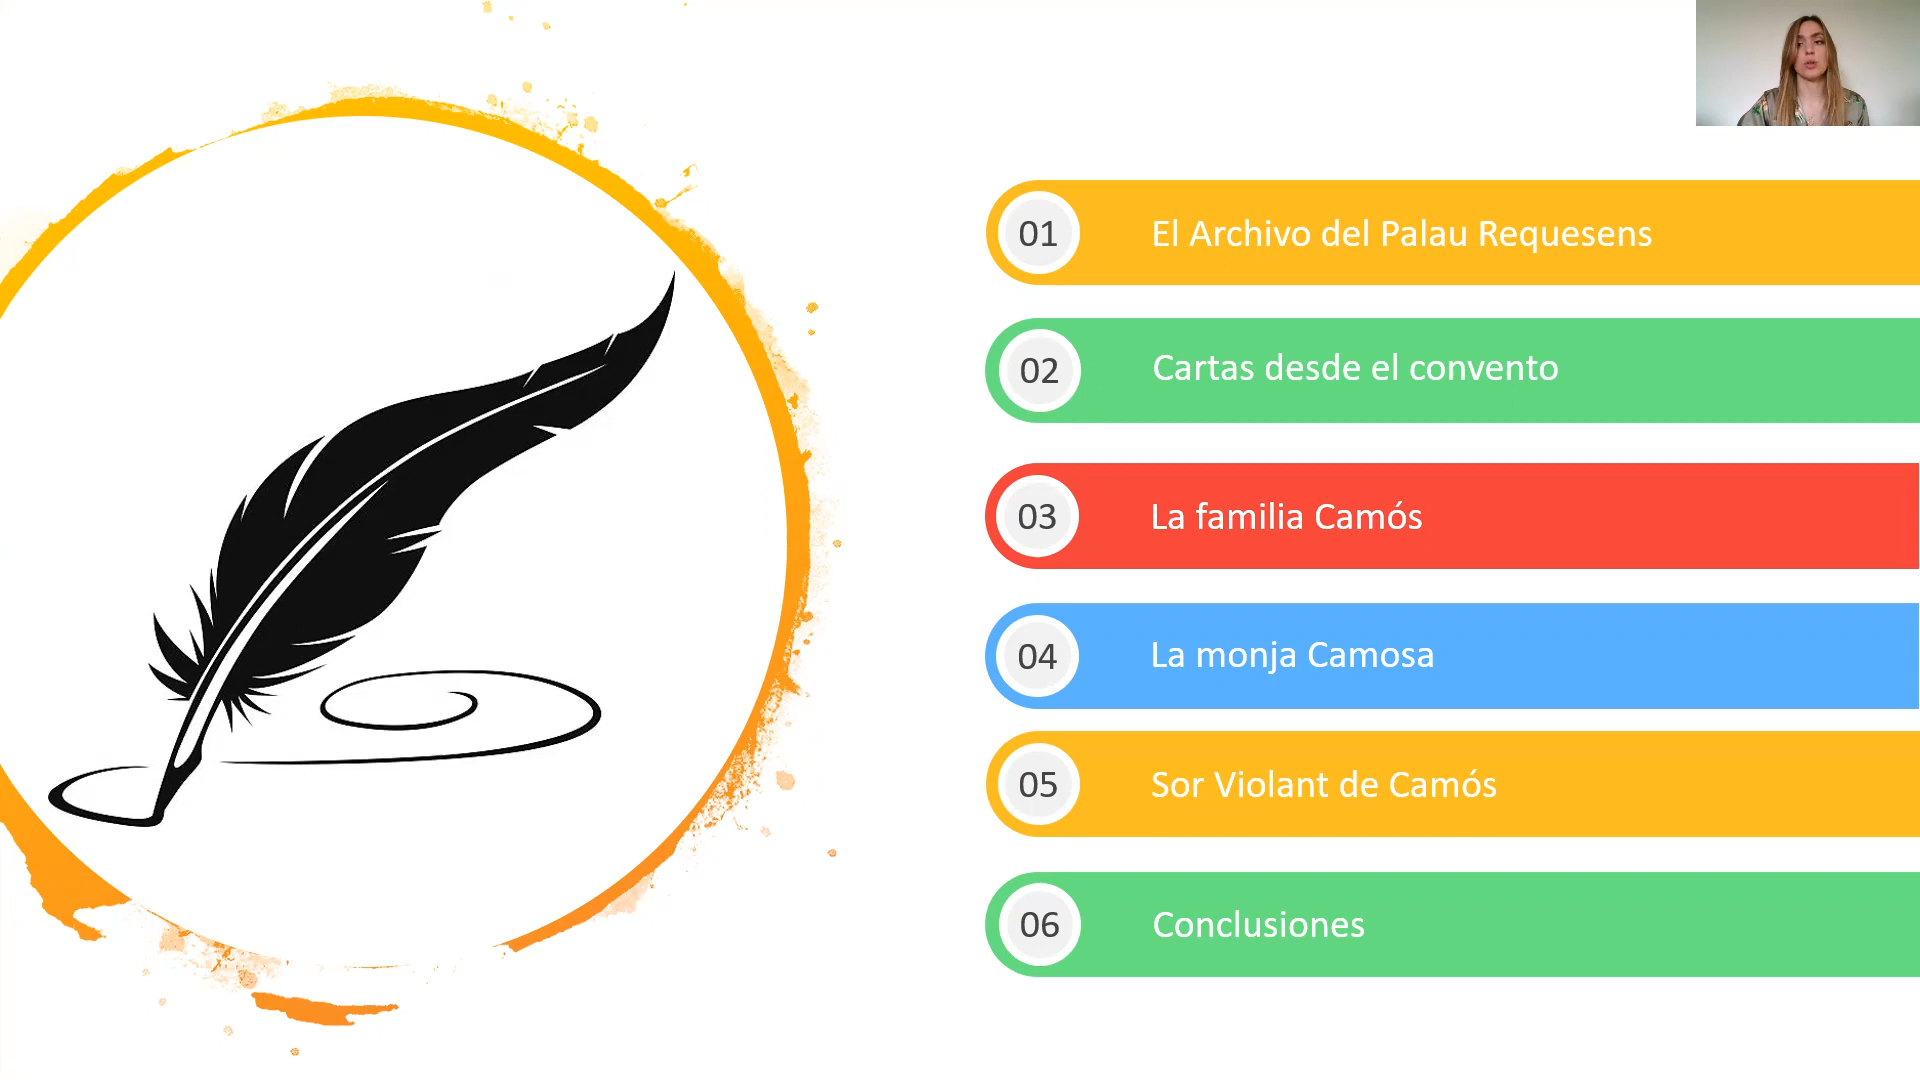 01 El Archivo del Palau Requesens
02 Cartas desde el convento
03 La familia Camós
04 La monja Camosa
05 Sor Violant de Camós
06 Conclusiones